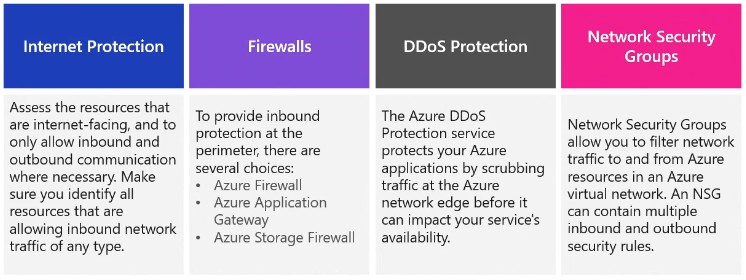 Internet Protection
Assess the resources that
are internet-facing, and to
only allow inbound and
outbound communication
where necessary. Make
sure you identify all
resources that are
allowing inbound network
traffic of any type.
Firewalls
To provide inbound
protection at the
perimeter, there are
several choices:
• Azure Firewall
• Azure Application
Gateway
• Azure Storage Firewall
DDoS Protection
The Azure DDoS
Protection service
protects your Azure
applications by scrubbing
traffic at the Azure
network edge before it
can impact your service's
availability.
Network Security
Groups
Network Security Groups
allow you to filter network
traffic to and from Azure
resources in an Azure
virtual network. An NSG
can contain multiple
inbound and outbound
security rules.